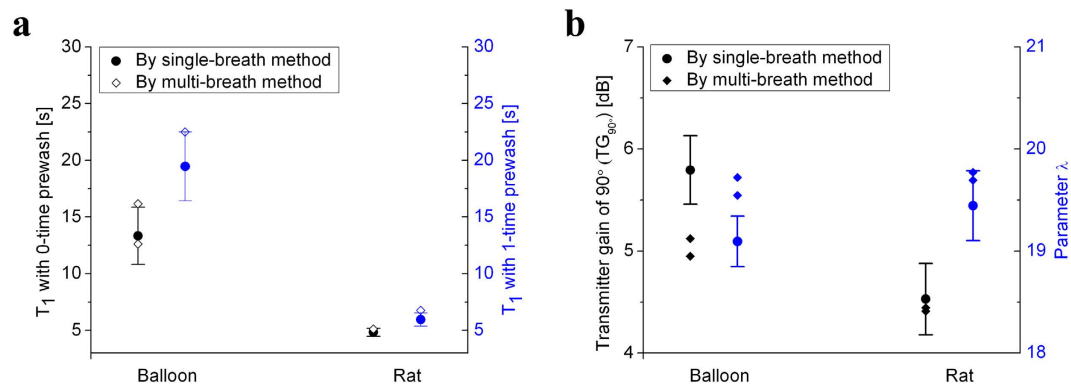 a
30
25
20
15
10
5
T1 with 0-time prewash [s]
By single-breath method
By multi-breath method
30
25
20
15
10
5
T1 with 1-time prewash [s]
Balloon
Rat
b
7
6
5
4
Transmitter gain of 90° (TG90°) [dB]
By single-breath method
By multi-breath method
21
20
19
18
Parameter λ
Balloon
Rat